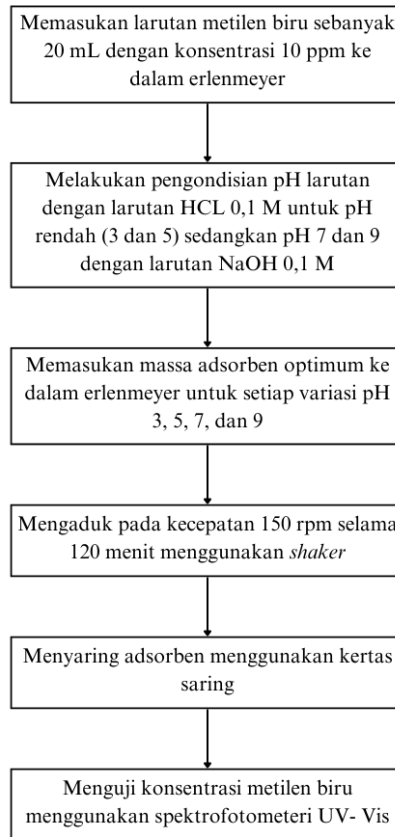 Memasukan larutan metilen biru sebanyak
20 mL dengan konsentrasi 10 ppm ke
dalam erlenmeyer
Melakukan pengondisian pH larutan
dengan larutan HCL 0,1 M untuk pH
rendah (3 dan 5) sedangkan pH 7 dan 9
dengan larutan NaOH 0,1 M
Memasukan massa adsorben optimum ke
dalam erlenmeyer untuk setiap variasi pH
3, 5, 7, dan 9
Mengaduk pada kecepatan 150 rpm selama
120 menit menggunakan shaker
Menyaring adsorben menggunakan kertas
saring
Menguji konsentrasi metilen biru
menggunakan spektrofotometeri UV- Vis